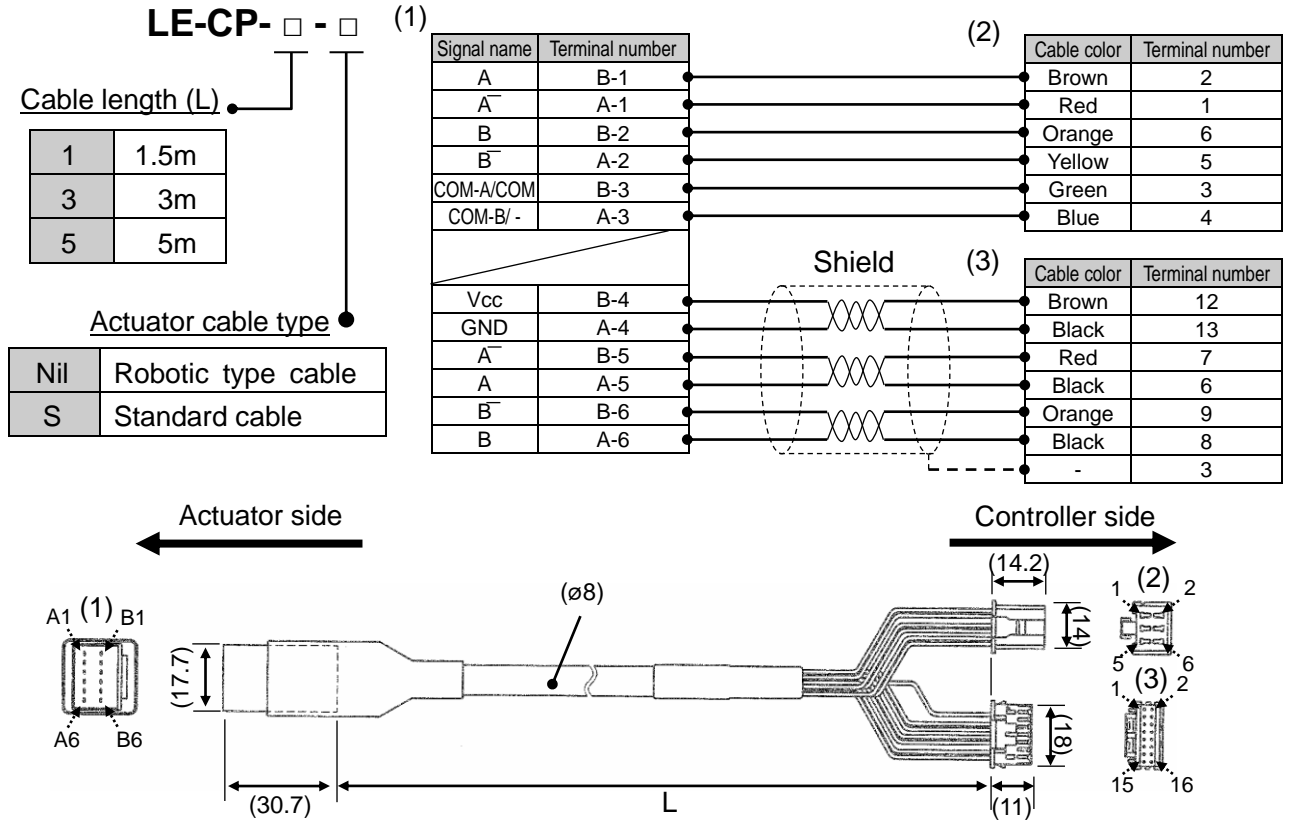 LE-CP- □ - □
Cable length (L)
1 1.5m
3 3m
5 5m
Actuator cable type
Nil Robotic type cable
S Standard cable
(1)
Signal name Terminal number
A B-1
A̅ A-1
B B-2
B̅ A-2
COM-A/COM B-3
COM-B/ - A-3
Vcc B-4
GND A-4
A̅ B-5
A A-5
B̅ B-6
B A-6
Shield
(2)
Cable color Terminal number
Brown 2
Red 1
Orange 6
Yellow 5
Green 3
Blue 4
(3)
Cable color Terminal number
Brown 12
Black 13
Red 7
Black 6
Orange 9
Black 8
- 3
Actuator side
Controller side
A1 (1) B1
A6 B6
(17.7)
(30.7)
(ø8)
L
(14.2)
(14)
(18)
(11)
1 (2) 2
5 6
1 (3) 2
15 16